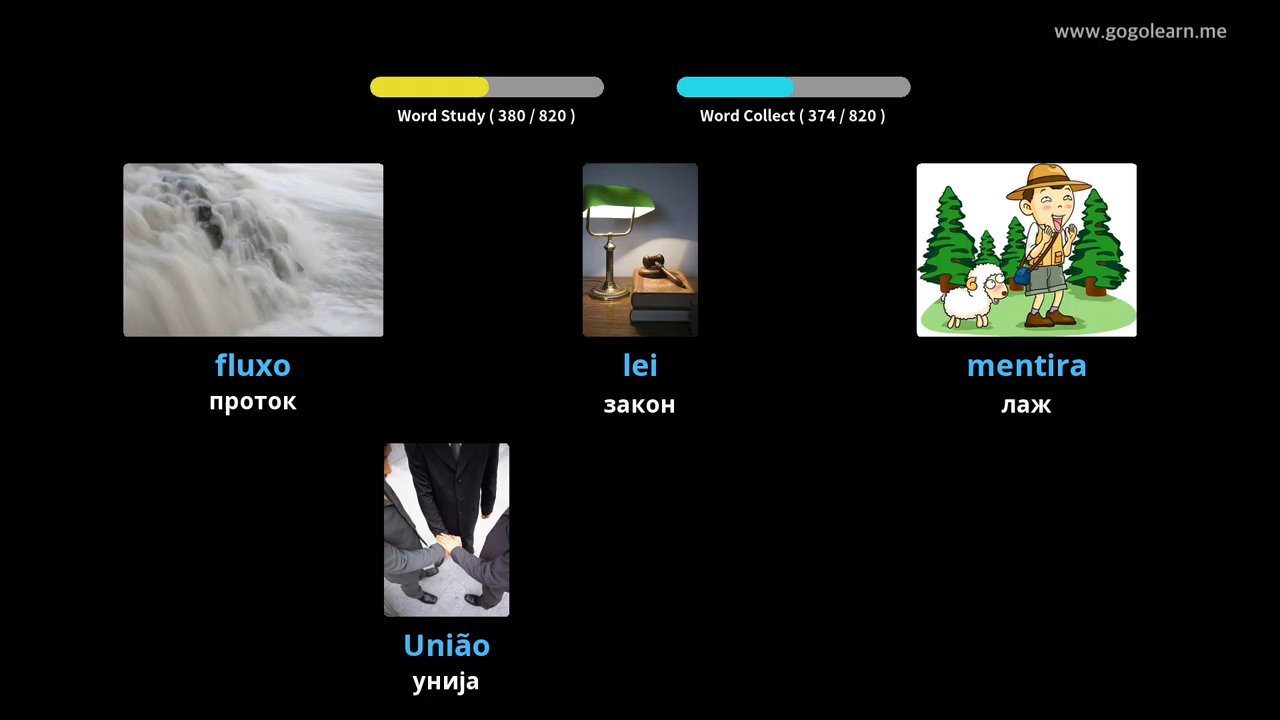 www.gogolearn.me
Word Study ( 380 / 820 )
Word Collect ( 374 / 820 )
fluxo
проток
lei
закон
mentira
лаж
União
унија